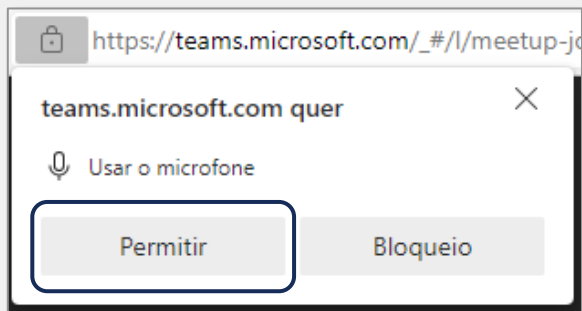 https://teams.microsoft.com/_#/l/meetup-jo
teams.microsoft.com quer
Usar o microfone
Permitir
Bloqueio